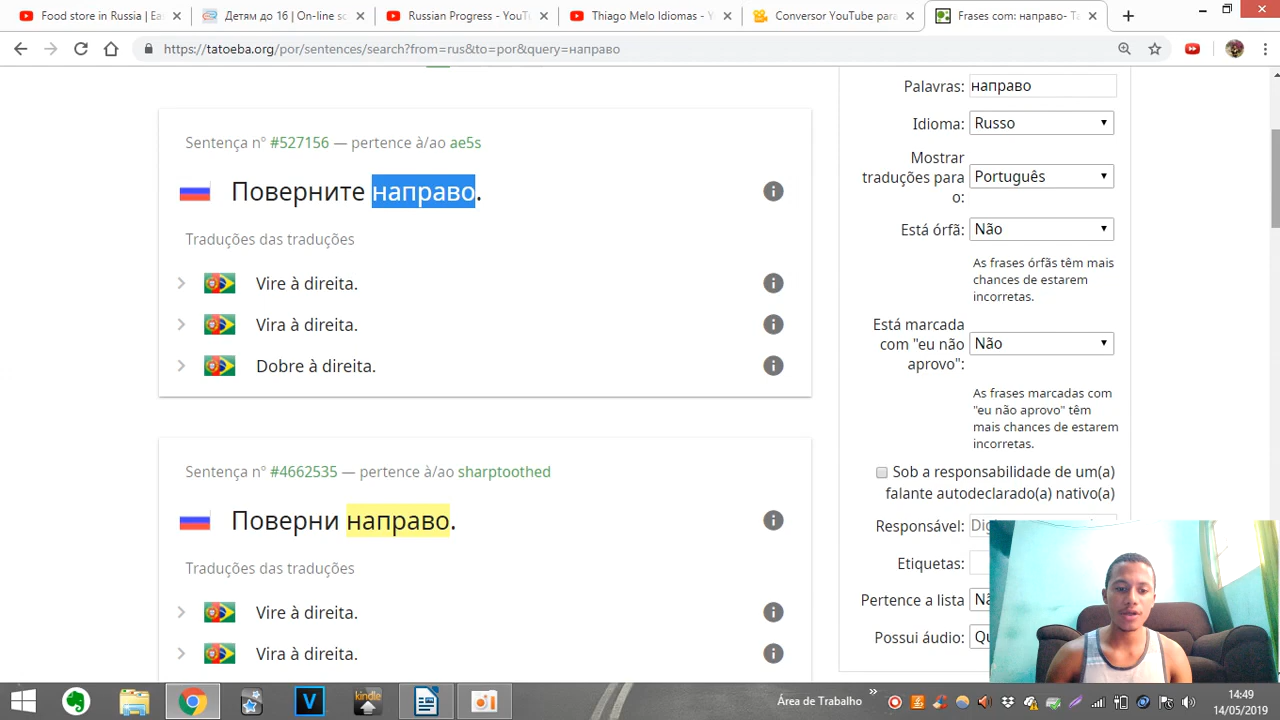 Food store in Russia | Ea
Детям до 16 | On-line sc
Russian Progress - YouTu
Thiago Melo Idiomas - Y
Conversor YouTube para
Frases com: направо- Ta
https://tatoeba.org/por/sentences/search?from=rus&to=por&query=направо
Sentença nº #527156 — pertence à/ao ae5s
Поверните направо.
Traduções das traduções
Vire à direita.
Vira à direita.
Dobre à direita.
Sentença nº #4662535 — pertence à/ao sharptoothed
Поверни направо.
Traduções das traduções
Vire à direita.
Vira à direita.
Palavras: направо
Idioma: Russo
Mostrar
traduções para
o:
Português
Está órfã: Não
As frases órfãs têm mais
chances de estarem
incorretas.
Está marcada
com "eu não
aprovo":
Não
As frases marcadas com
"eu não aprovo" têm
mais chances de estarem
incorretas.
Sob a responsabilidade de um(a)
falante autodeclarado(a) nativo(a)
Responsável:
Etiquetas:
Pertence a lista
Possui áudio:
V
kindle
Área de Trabalho
»
14:49
14/05/2019